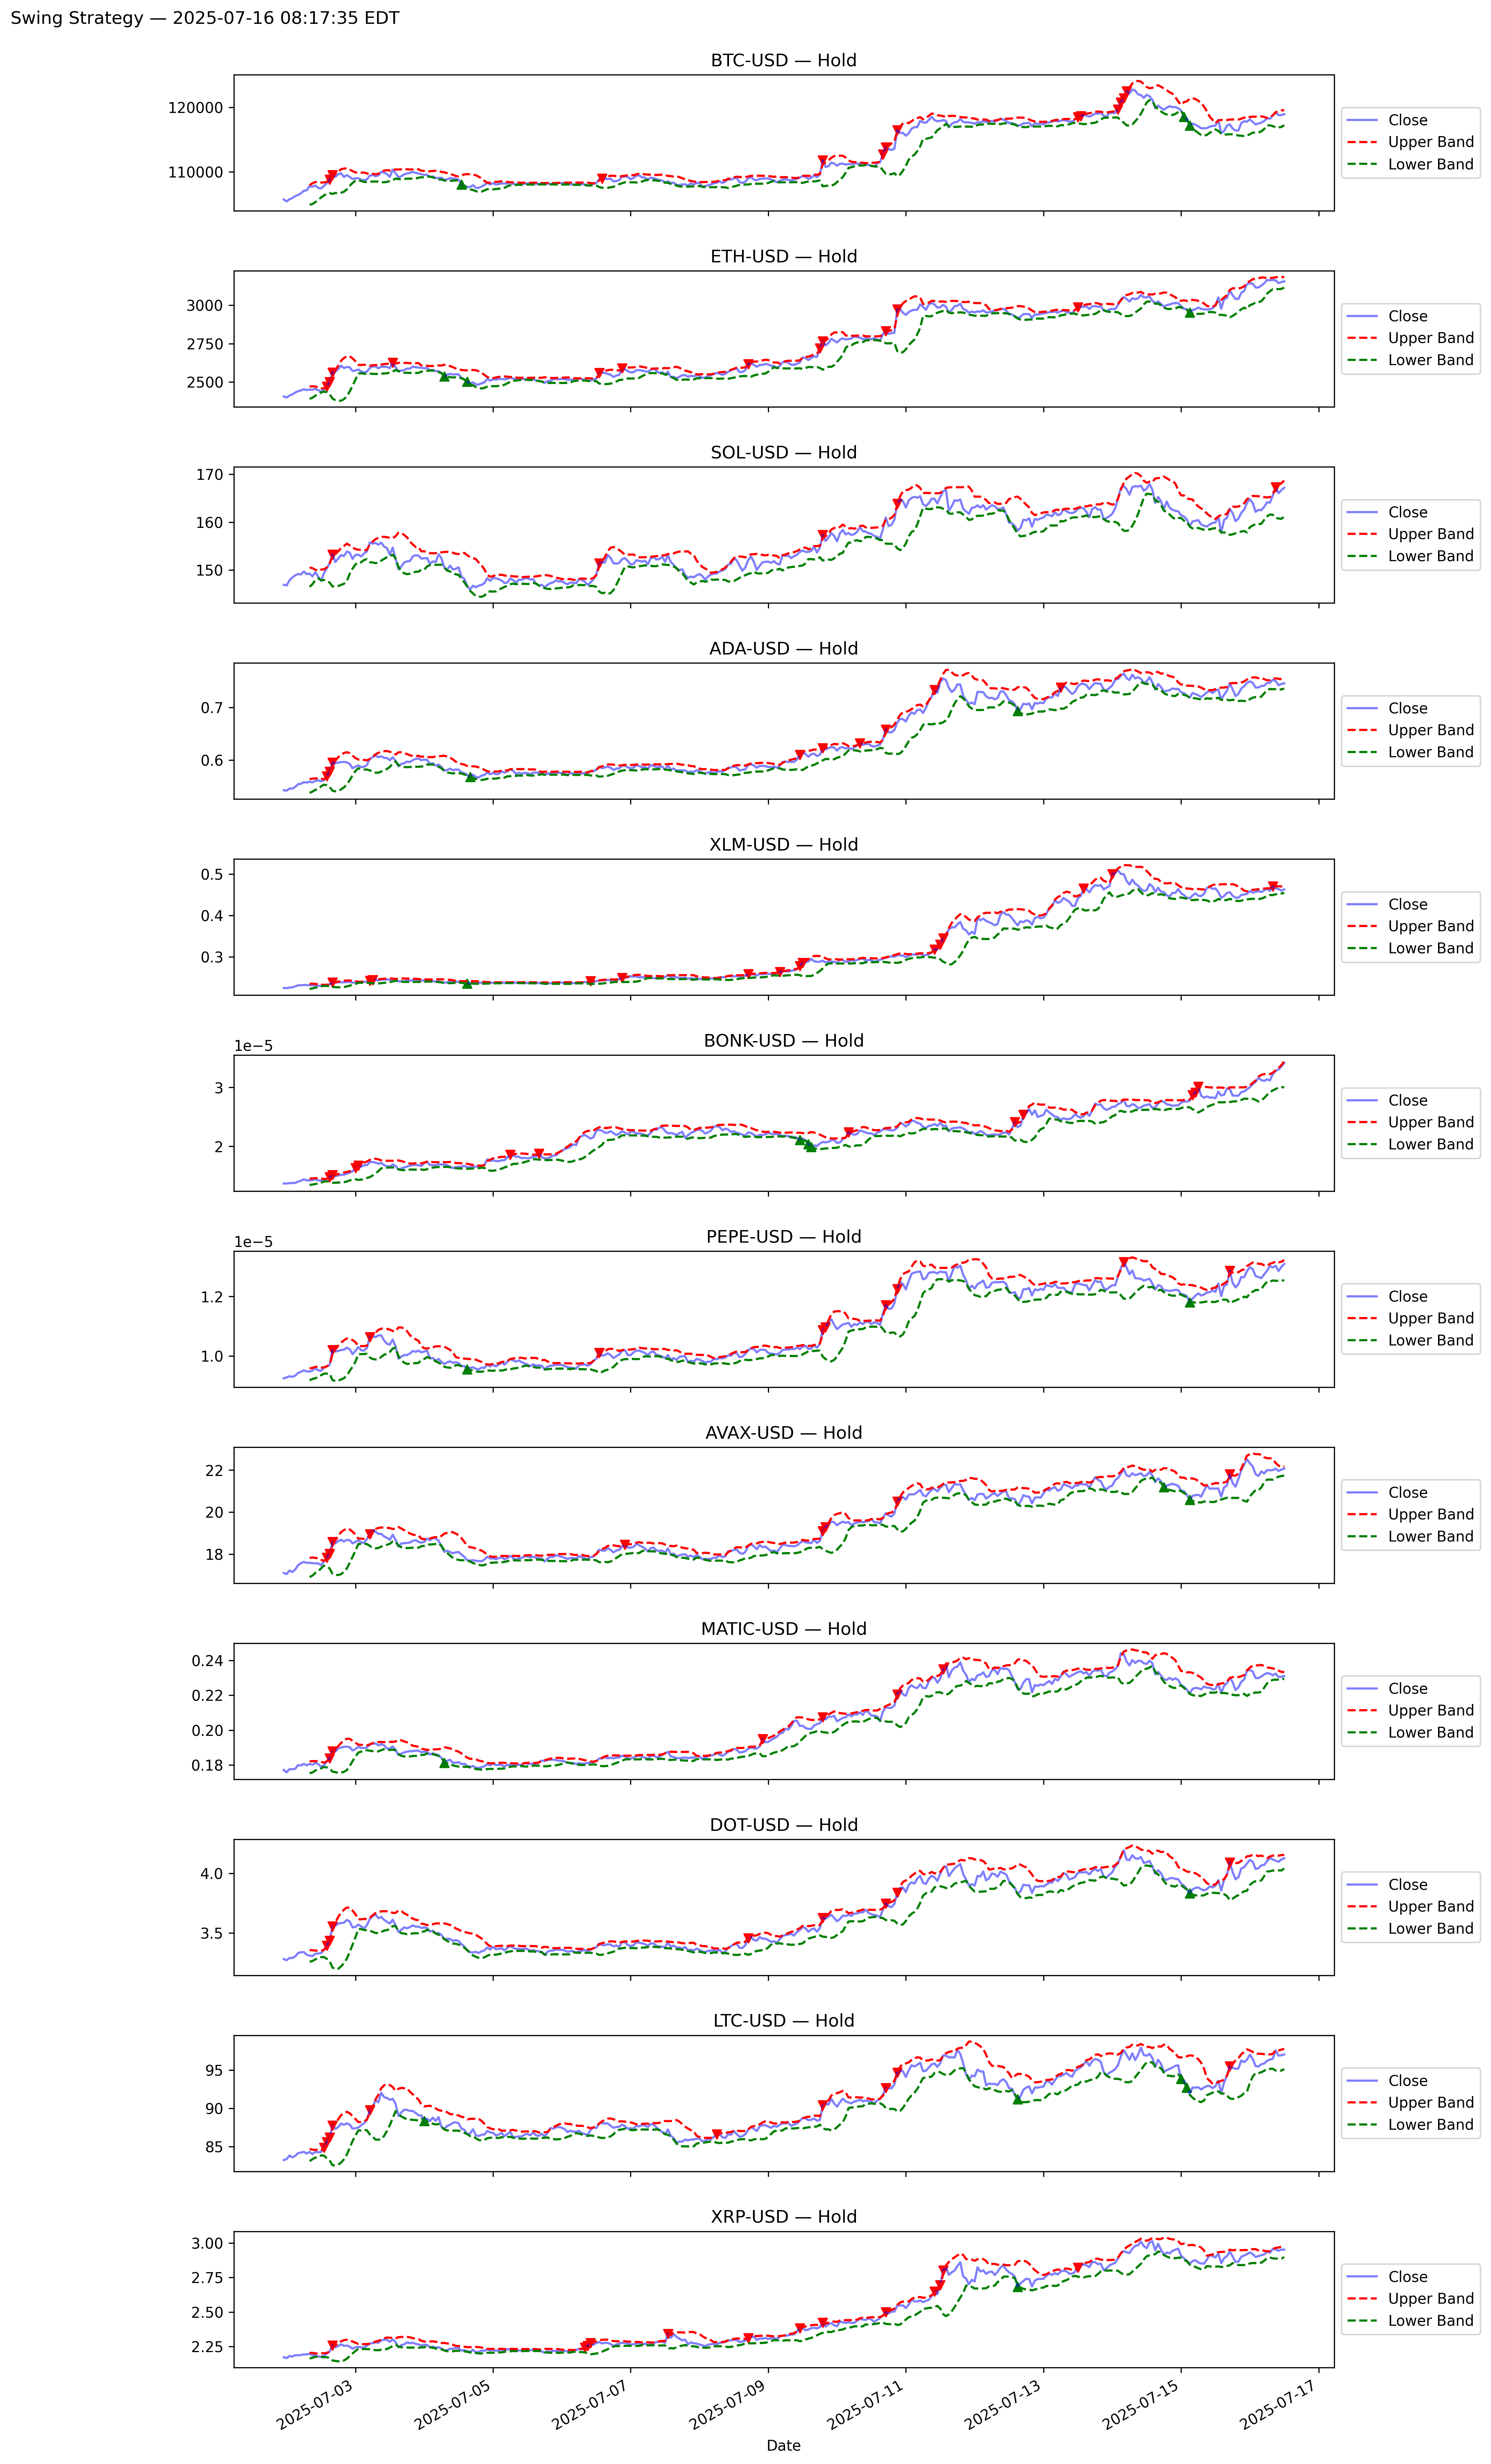 Swing Strategy — 2025-07-16 08:17:35 EDT
BTC-USD — Hold
120000
110000
Close
Upper Band
Lower Band
ETH-USD — Hold
3000
2750
2500
Close
Upper Band
Lower Band
SOL-USD — Hold
170
160
150
Close
Upper Band
Lower Band
ADA-USD — Hold
0.7
0.6
Close
Upper Band
Lower Band
XLM-USD — Hold
0.5
0.4
0.3
Close
Upper Band
Lower Band
BONK-USD — Hold
1e−5
3
2
Close
Upper Band
Lower Band
PEPE-USD — Hold
1e−5
1.2
1.0
Close
Upper Band
Lower Band
AVAX-USD — Hold
22
20
18
Close
Upper Band
Lower Band
MATIC-USD — Hold
0.24
0.22
0.20
0.18
Close
Upper Band
Lower Band
DOT-USD — Hold
4.0
3.5
Close
Upper Band
Lower Band
LTC-USD — Hold
95
90
85
Close
Upper Band
Lower Band
XRP-USD — Hold
3.00
2.75
2.50
2.25
Close
Upper Band
Lower Band
2025-07-03
2025-07-05
2025-07-07
2025-07-09
2025-07-11
2025-07-13
2025-07-15
2025-07-17
Date